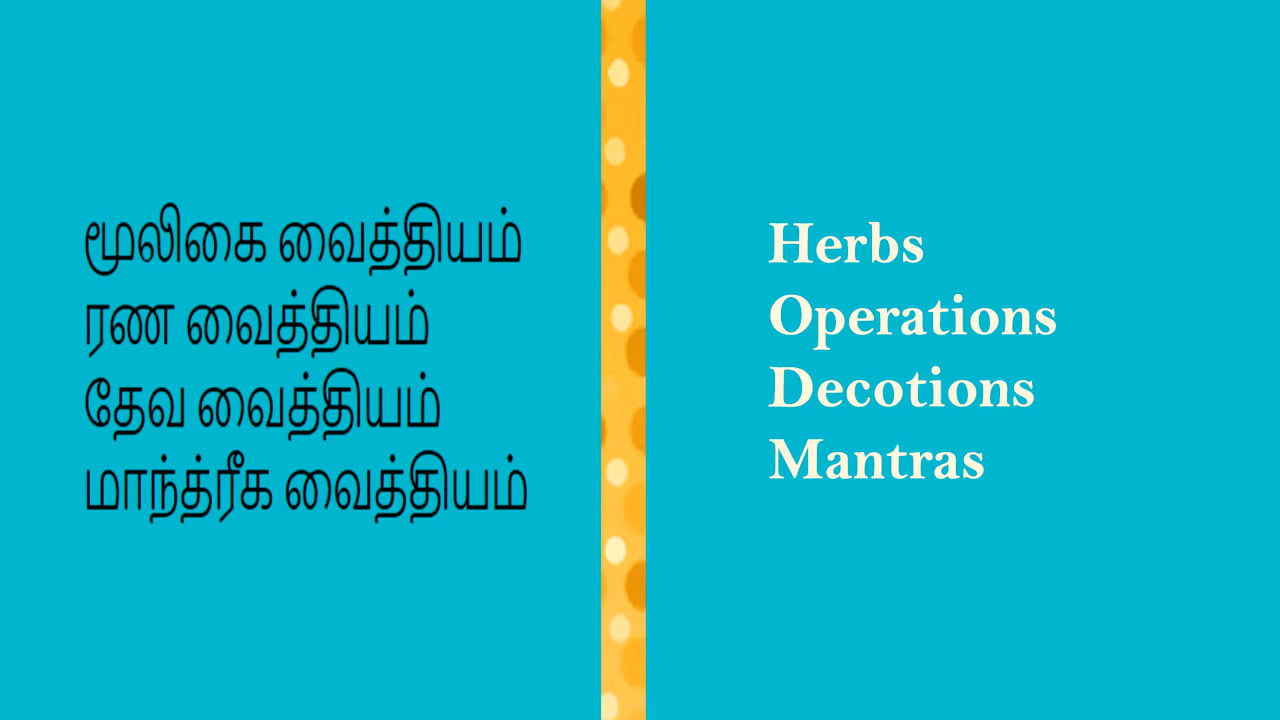 மூலிகை வைத்தியம்
ரண வைத்தியம்
தேவ வைத்தியம்
மாந்த்ரீக வைத்தியம்
Herbs
Operations
Decotions
Mantras